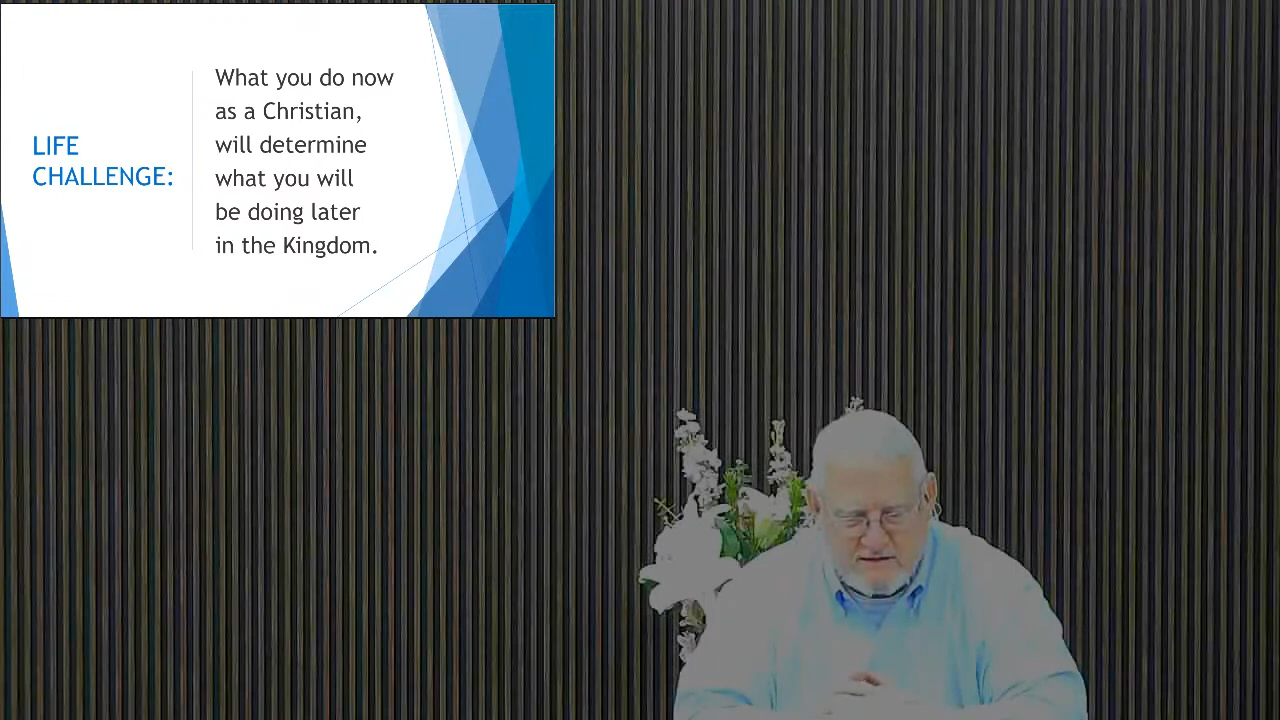 LIFE
CHALLENGE:
What you do now
as a Christian,
will determine
what you will
be doing later
in the Kingdom.